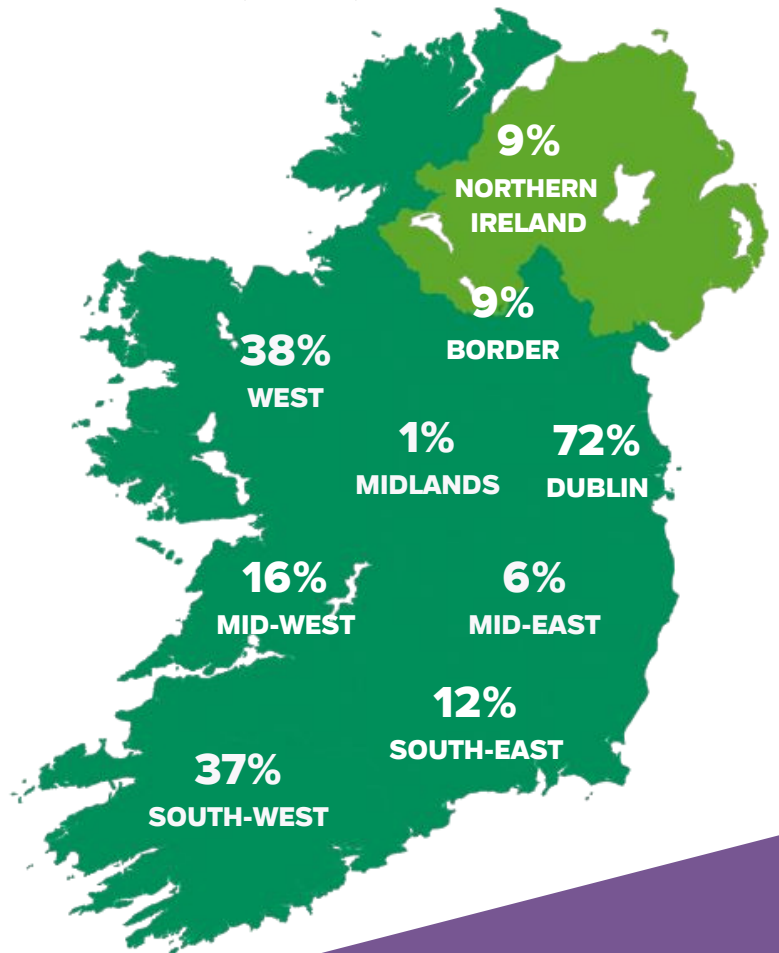 9%
NORTHERN
IRELAND
9%
BORDER
38%
WEST
1%
MIDLANDS
72%
DUBLIN
16%
MID-WEST
6%
MID-EAST
12%
SOUTH-EAST
37%
SOUTH-WEST